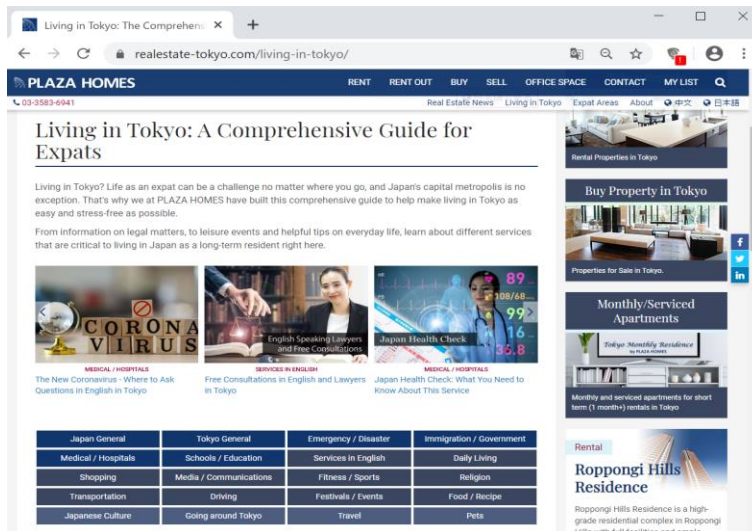 Living in Tokyo: The Comprehens
realestate-tokyo.com/living-in-tokyo/
PLAZA HOMES
RENT RENT OUT BUY SELL OFFICE SPACE CONTACT MY LIST
03-3583-6941
Real Estate News Living in Tokyo Expat Areas About 中文 日本語
Living in Tokyo: A Comprehensive Guide for
Expats
Living in Tokyo? Life as an expat can be a challenge no matter where you go, and Japan's capital metropolis is no
exception. That's why we at PLAZA HOMES have built this comprehensive guide to help make living in Tokyo as
easy and stress-free as possible.
From information on legal matters, to leisure events and helpful tips on everyday life, learn about different services
that are critical to living in Japan as a long-term resident right here.
CORONA
VIRUS
English Speaking Lawyers
and Free Consultations
89
108/68
99
16
36.8
Japan Health Check
MEDICAL / HOSPITALS
The New Coronavirus - Where to Ask
Questions in English in Tokyo
SERVICES IN ENGLISH
Free Consultations in English and Lawyers
in Tokyo
MEDICAL / HOSPITALS
Japan Health Check: What You Need to
Know About This Service
Japan General Tokyo General Emergency / Disaster Immigration / Government
Medical / Hospitals Schools / Education Services in English Daily Living
Shopping Media / Communications Fitness / Sports Religion
Transportation Driving Festivals / Events Food / Recipe
Japanese Culture Going around Tokyo Travel Pets
Rental Properties in Tokyo
Buy Property in Tokyo
Properties for Sale in Tokyo.
Monthly/Serviced
Apartments
Tokyo Monthly Residence
by PLAZA HOMES
Monthly and serviced apartments for short
term (1 month+) rentals in Tokyo
Rental
Roppongi Hills
Residence
Roppongi Hills Residence is a high-
grade residential complex in Roppongi